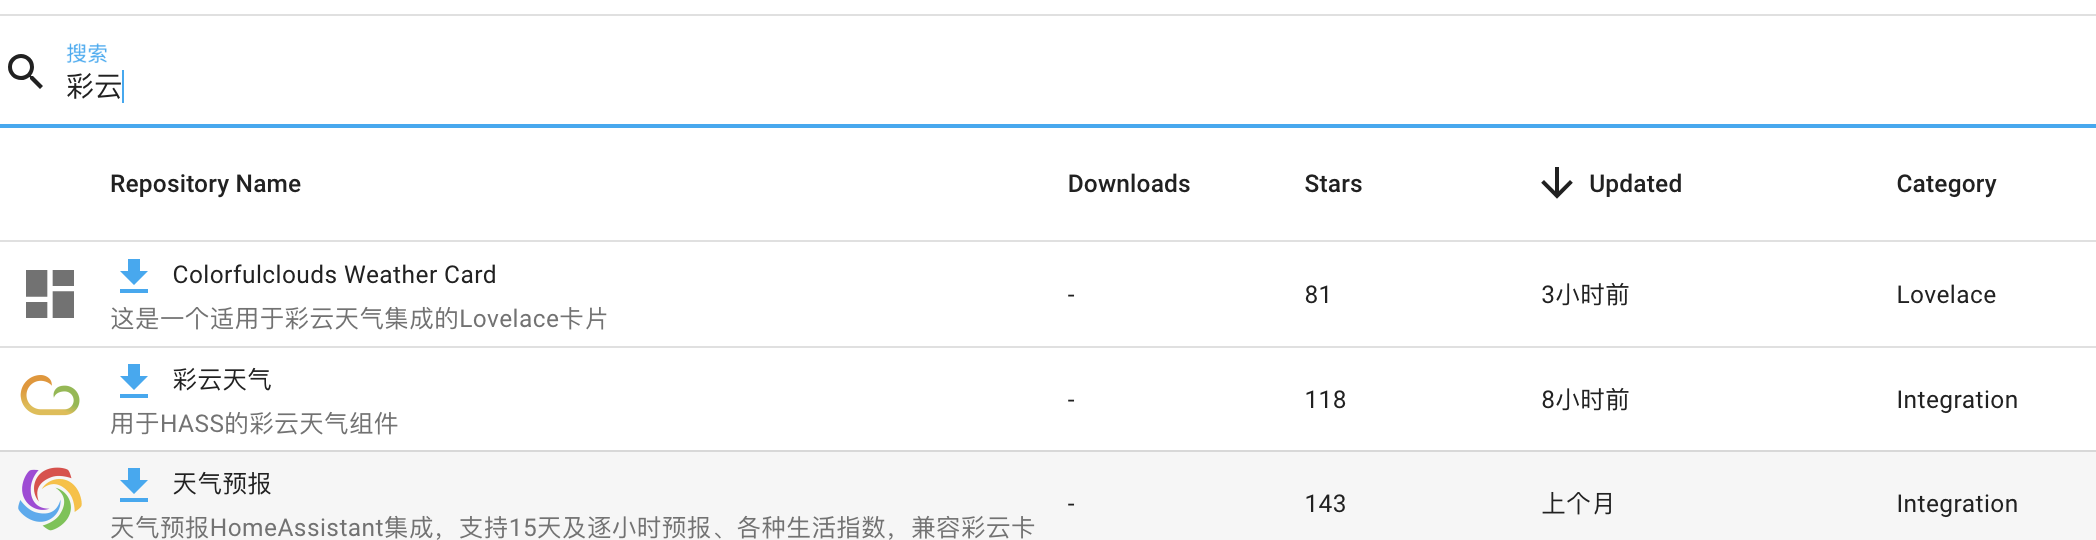 搜索
彩云
Repository Name Downloads Stars Updated Category
Colorfulclouds Weather Card
这是一个适用于彩云天气集成的Lovelace卡片
- 81 3小时前 Lovelace
彩云天气
用于HASS的彩云天气组件
- 118 8小时前 Integration
天气预报
天气预报HomeAssistant集成，支持15天及逐小时预报、各种生活指数，兼容彩云卡
- 143 上个月 Integration